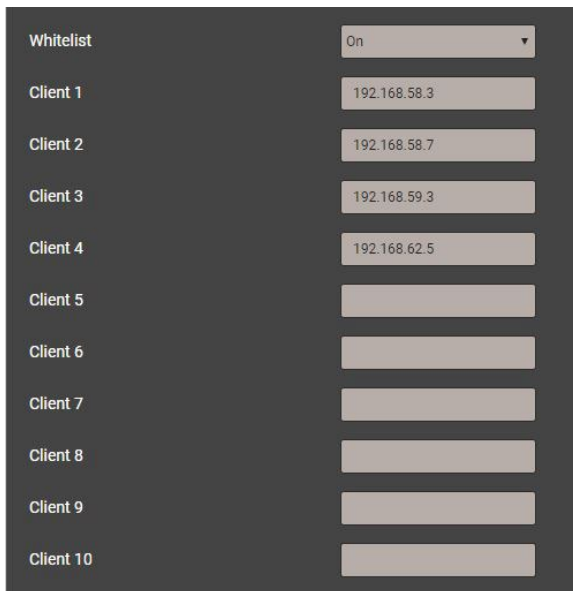 Whitelist On
Client 1 192.168.58.3
Client 2 192.168.58.7
Client 3 192.168.59.3
Client 4 192.168.62.5
Client 5
Client 6
Client 7
Client 8
Client 9
Client 10